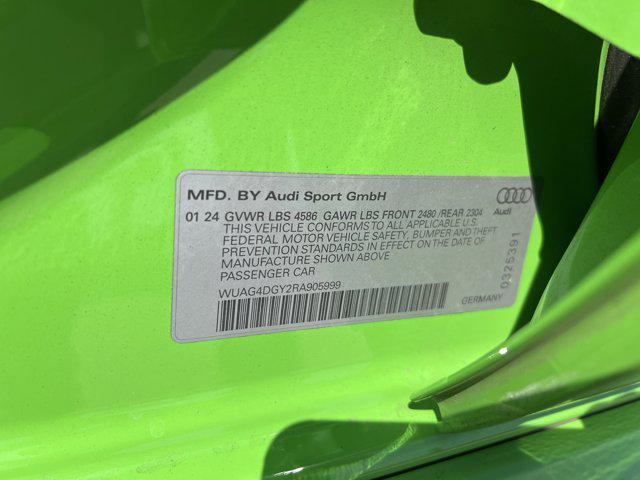 MFD. BY Audi Sport GmbH
01 24 GVWR LBS 4586 GAWR LBS FRONT 2480 /REAR 2304
THIS VEHICLE CONFORMS TO ALL APPLICABLE U.S.
FEDERAL MOTOR VEHICLE SAFETY, BUMPER AND THEFT
PREVENTION STANDARDS IN EFFECT ON THE DATE OF
MANUFACTURE SHOWN ABOVE
PASSENGER CAR
WUAG4DGY2RA905999
Audi
GERMANY
0325391